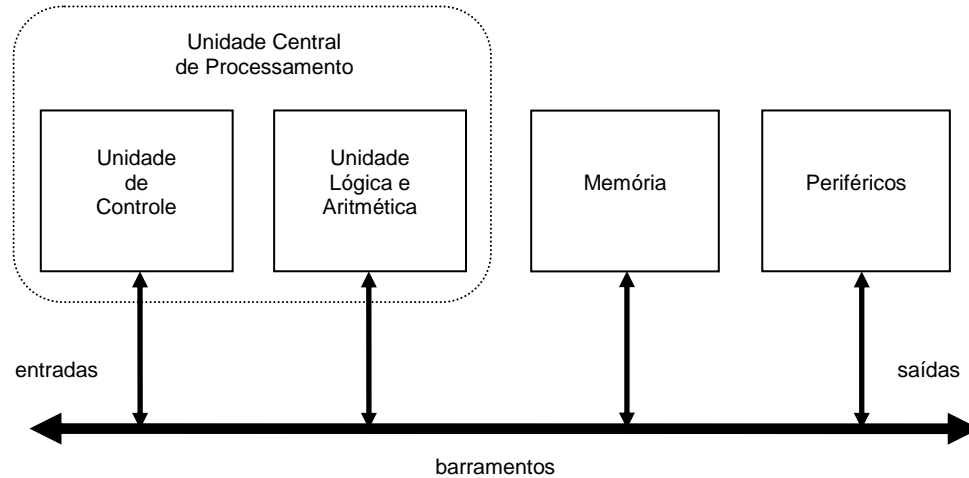 Unidade Central
de Processamento
Unidade
de
Controle
Unidade
Lógica e
Aritmética
Memória
Periféricos
entradas
saídas
barramentos